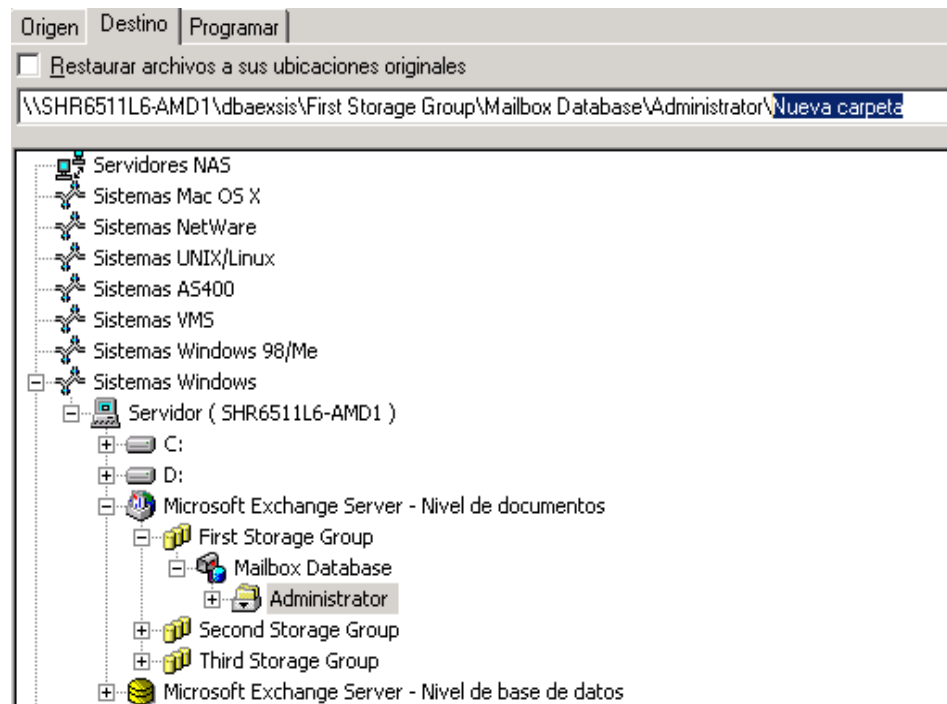 Origen Destino Programar
Restaurar archivos a sus ubicaciones originales
\\SHR6511L6-AMD1\dbaexsis\First Storage Group\Mailbox Database\Administrator\Nueva carpeta
Servidores NAS
Sistemas Mac OS X
Sistemas NetWare
Sistemas UNIX/Linux
Sistemas AS400
Sistemas VMS
Sistemas Windows 98/Me
Sistemas Windows
Servidor ( SHR6511L6-AMD1 )
C:
D:
Microsoft Exchange Server - Nivel de documentos
First Storage Group
Mailbox Database
Administrator
Second Storage Group
Third Storage Group
Microsoft Exchange Server - Nivel de base de datos